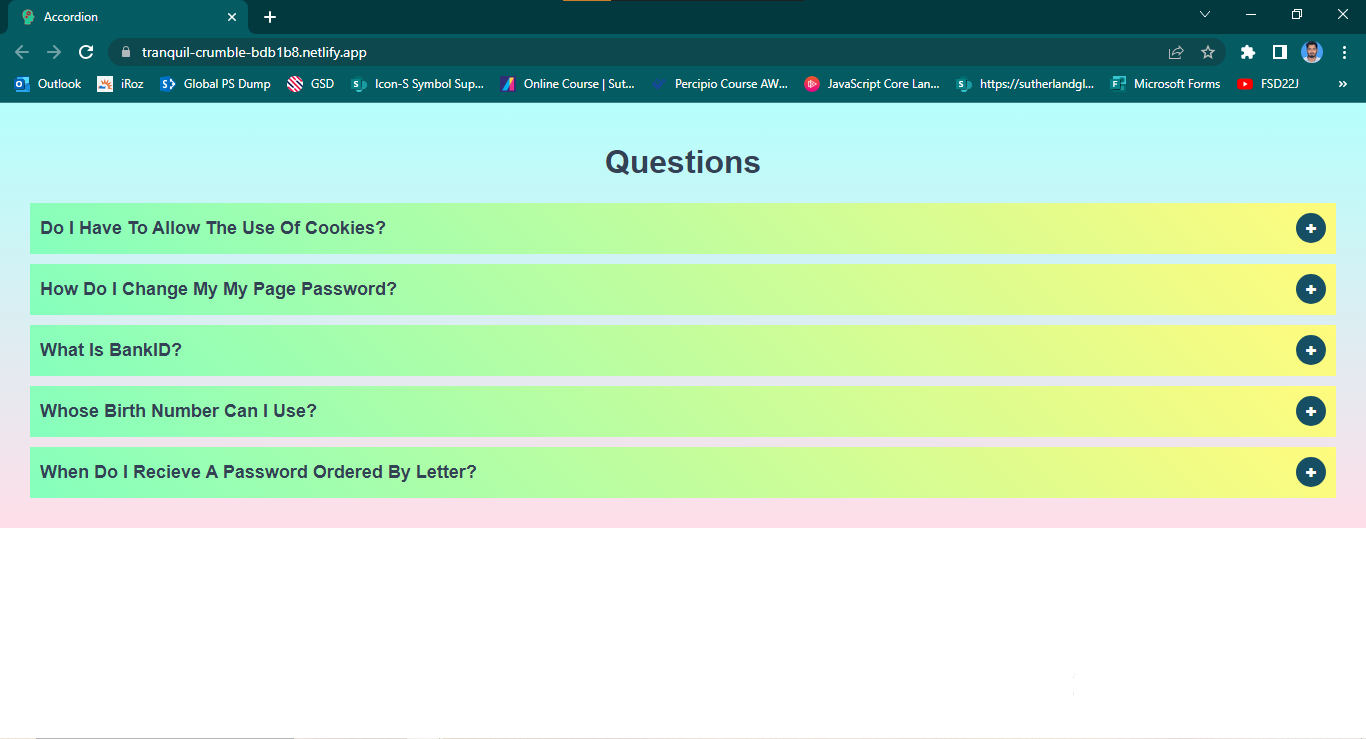 Accordion
tranquil-crumble-bdb1b8.netlify.app
Outlook iRoz Global PS Dump GSD Icon-S Symbol Sup... Online Course | Sut... Percipio Course AW... JavaScript Core Lan... https://sutherlandgl... Microsoft Forms FSD22J »
Questions
Do I Have To Allow The Use Of Cookies?
How Do I Change My My Page Password?
What Is BankID?
Whose Birth Number Can I Use?
When Do I Recieve A Password Ordered By Letter?